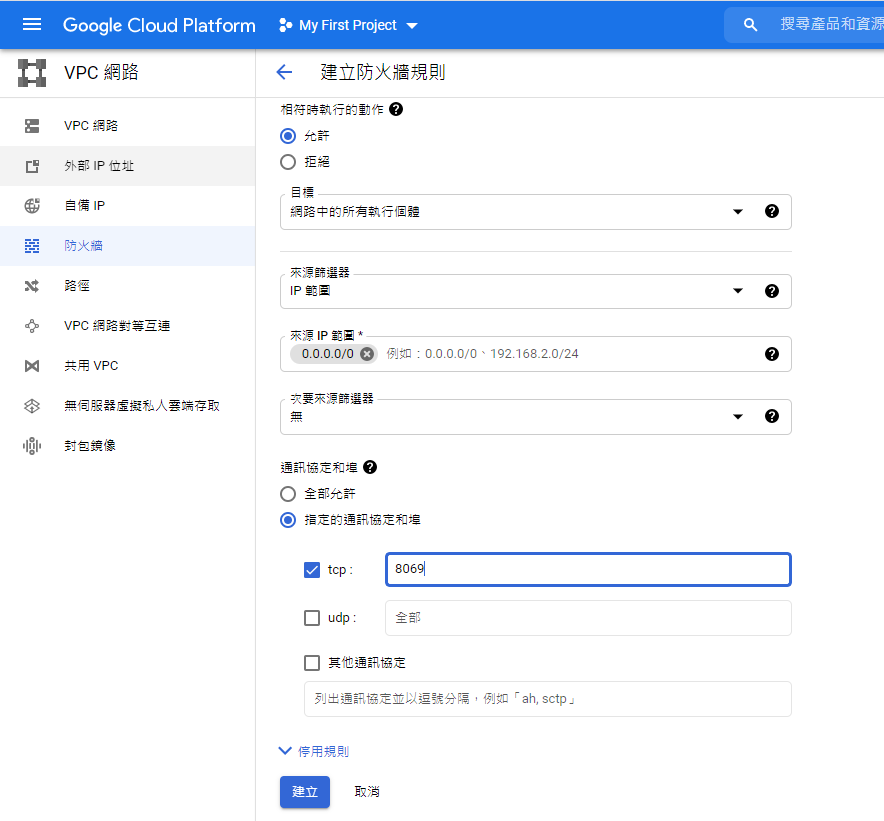 Google Cloud Platform
My First Project
搜尋產品和資源
VPC 網路
建立防火牆規則
VPC 網路
外部 IP 位址
自備 IP
防火牆
路徑
VPC 網路對等互連
共用 VPC
無伺服器虛擬私人雲端存取
封包鏡像
相符時執行的動作
允許
拒絕
目標
網路中的所有執行個體
來源篩選器
IP 範圍
來源 IP 範圍 *
0.0.0.0/0 例如：0.0.0.0/0、192.168.2.0/24
次要來源篩選器
無
通訊協定和埠
全部允許
指定的通訊協定和埠
tcp : 8069
udp : 全部
其他通訊協定
列出通訊協定並以逗號分隔，例如「ah, sctp」
停用規則
建立 取消